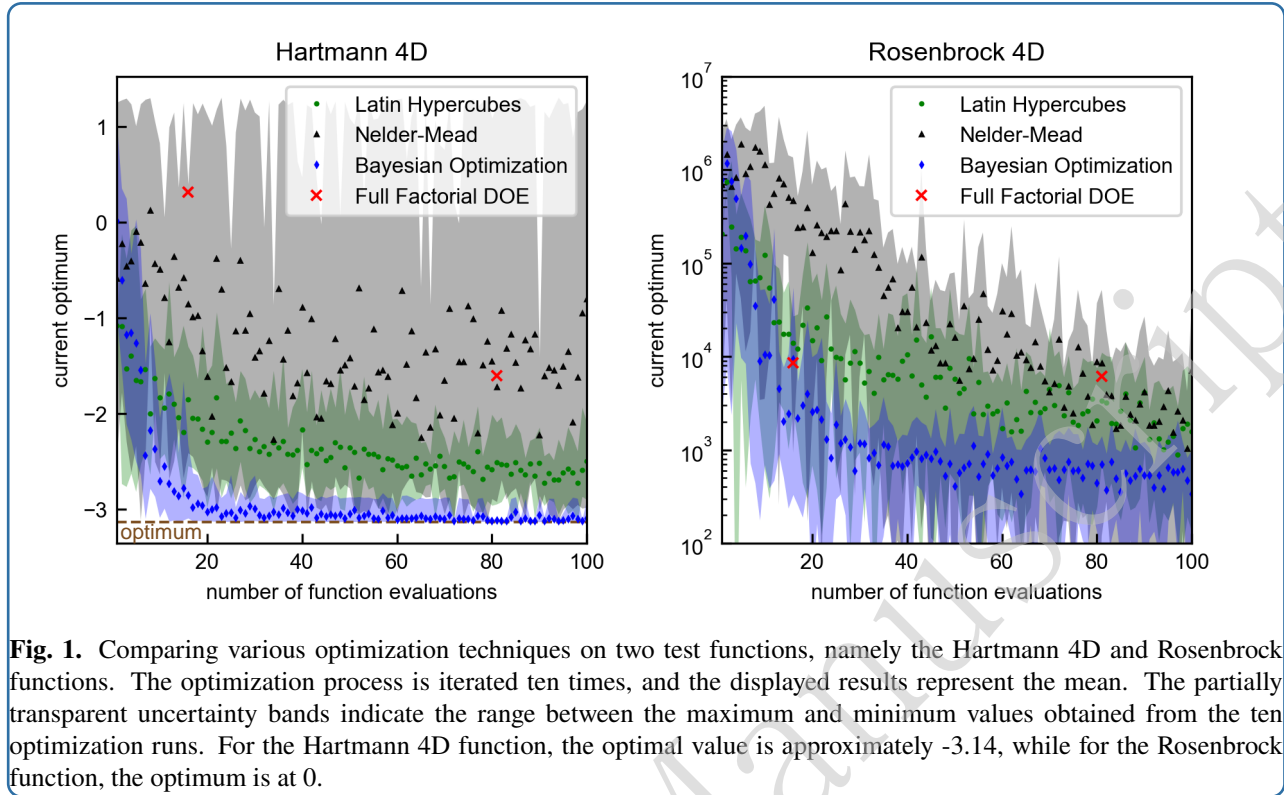 Hartmann 4D
Latin Hypercubes
Nelder-Mead
Bayesian Optimization
Full Factorial DOE
current optimum
1
0
−1
−2
−3
optimum
20 40 60 80 100
number of function evaluations
Rosenbrock 4D
Latin Hypercubes
Nelder-Mead
Bayesian Optimization
Full Factorial DOE
current optimum
10^7
10^6
10^5
10^4
10^3
10^2
20 40 60 80 100
number of function evaluations
Fig. 1. Comparing various optimization techniques on two test functions, namely the Hartmann 4D and Rosenbrock
functions. The optimization process is iterated ten times, and the displayed results represent the mean. The partially
transparent uncertainty bands indicate the range between the maximum and minimum values obtained from the ten
optimization runs. For the Hartmann 4D function, the optimal value is approximately -3.14, while for the Rosenbrock
function, the optimum is at 0.
Manuscript